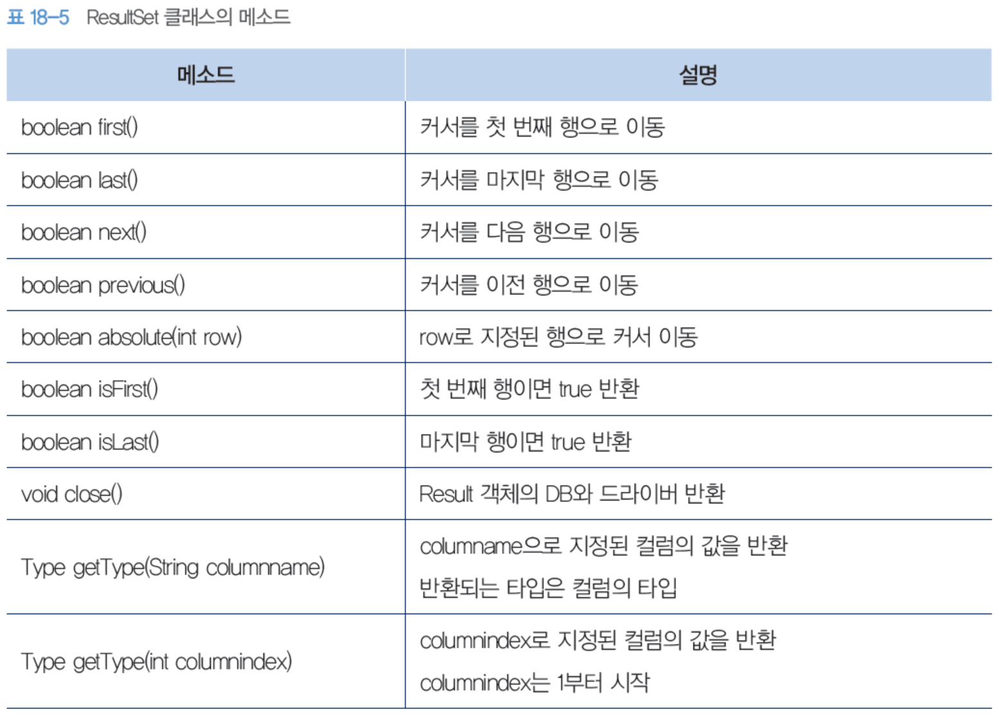 표 18-5 ResultSet 클래스의 메소드
메소드 설명
boolean first() 커서를 첫 번째 행으로 이동
boolean last() 커서를 마지막 행으로 이동
boolean next() 커서를 다음 행으로 이동
boolean previous() 커서를 이전 행으로 이동
boolean absolute(int row) row로 지정된 행으로 커서 이동
boolean isFirst() 첫 번째 행이면 true 반환
boolean isLast() 마지막 행이면 true 반환
void close() Result 객체의 DB와 드라이버 반환
Type getType(String columnname) columname으로 지정된 컬럼의 값을 반환
반환되는 타입은 컬럼의 타입
Type getType(int columnindex) columnindex로 지정된 컬럼의 값을 반환
columnindex는 1부터 시작